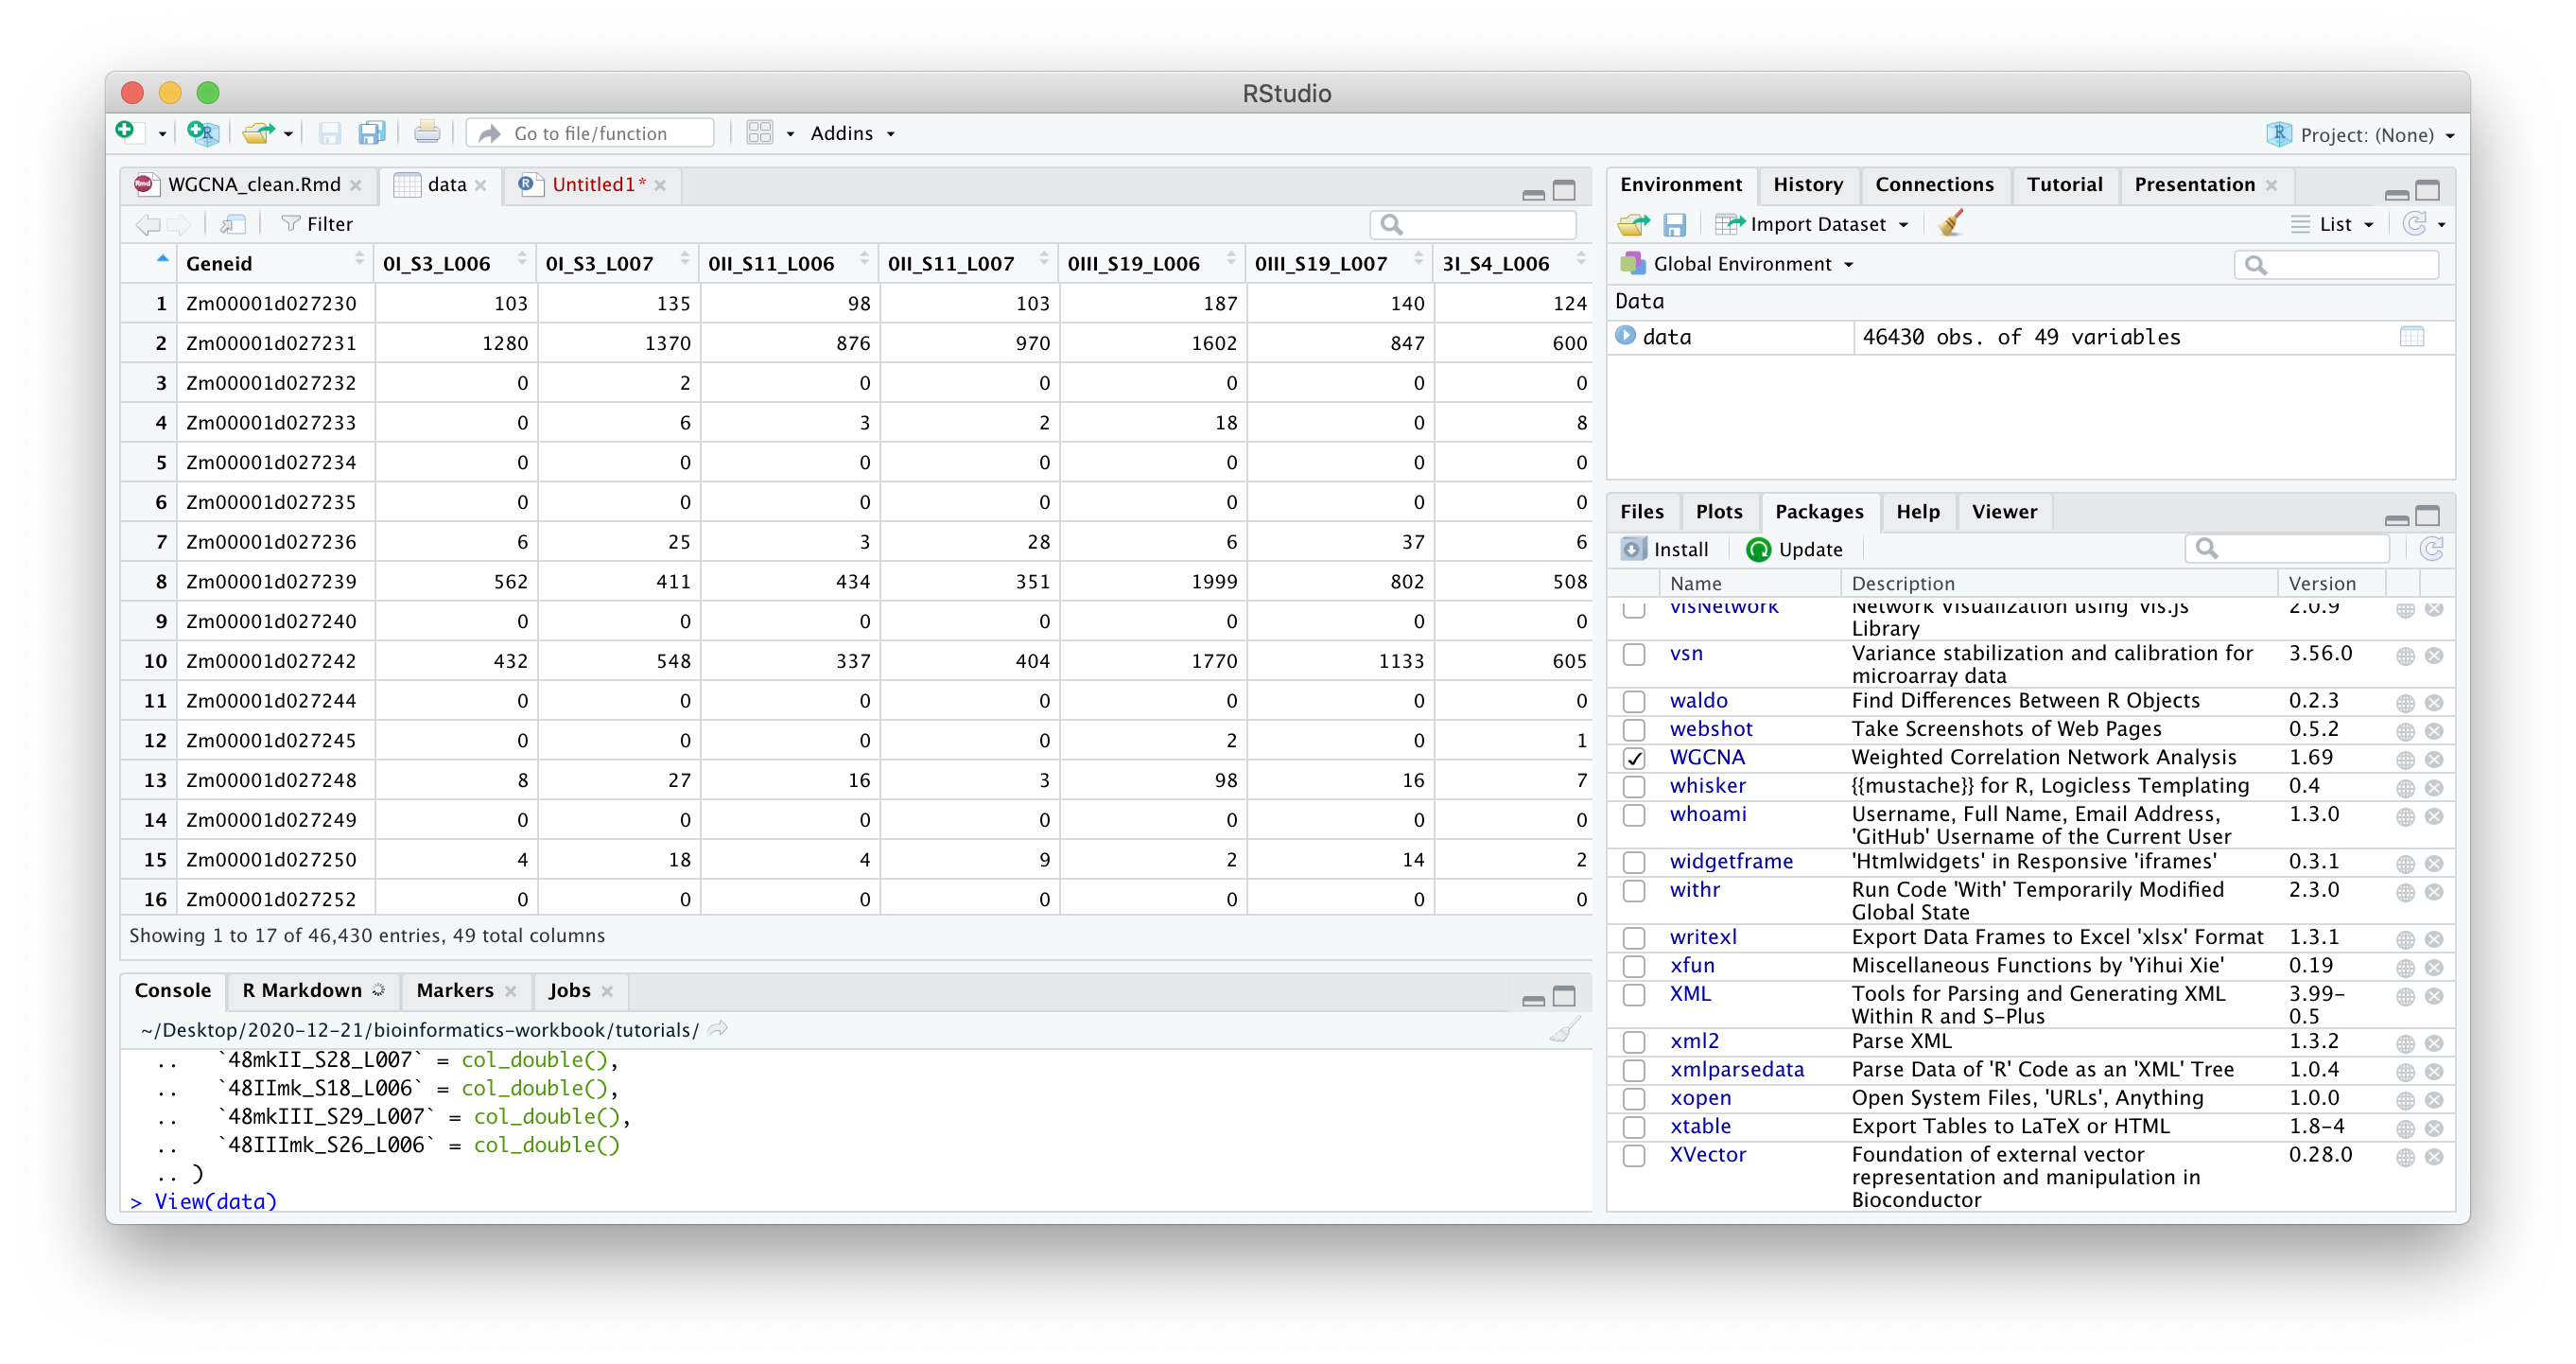 RStudio
Go to file/function Addins Project: (None)
WGCNA_clean.Rmd data Untitled1*
Filter
Geneid 0I_S3_L006 0I_S3_L007 0II_S11_L006 0II_S11_L007 0III_S19_L006 0III_S19_L007 3I_S4_L006
1 Zm00001d027230 103 135 98 103 187 140 124
2 Zm00001d027231 1280 1370 876 970 1602 847 600
3 Zm00001d027232 0 2 0 0 0 0 0
4 Zm00001d027233 0 6 3 2 18 0 8
5 Zm00001d027234 0 0 0 0 0 0 0
6 Zm00001d027235 0 0 0 0 0 0 0
7 Zm00001d027236 6 25 3 28 6 37 6
8 Zm00001d027239 562 411 434 351 1999 802 508
9 Zm00001d027240 0 0 0 0 0 0 0
10 Zm00001d027242 432 548 337 404 1770 1133 605
11 Zm00001d027244 0 0 0 0 0 0 0
12 Zm00001d027245 0 0 0 0 2 0 1
13 Zm00001d027248 8 27 16 3 98 16 7
14 Zm00001d027249 0 0 0 0 0 0 0
15 Zm00001d027250 4 18 4 9 2 14 2
16 Zm00001d027252 0 0 0 0 0 0 0
Showing 1 to 17 of 46,430 entries, 49 total columns
Console R Markdown Markers Jobs
~/Desktop/2020-12-21/bioinformatics-workbook/tutorials/
.. `48mkII_S28_L007` = col_double(),
.. `48IImk_S18_L006` = col_double(),
.. `48mkIII_S29_L007` = col_double(),
.. `48IIImk_S26_L006` = col_double()
.. )
> View(data)
Environment History Connections Tutorial Presentation
Import Dataset List
Global Environment
Data
data 46430 obs. of 49 variables
Files Plots Packages Help Viewer
Install Update
Name Description Version
visNetwork Network Visualization using 'vis.js' 2.0.9
Library
vsn Variance stabilization and calibration for 3.56.0
microarray data
waldo Find Differences Between R Objects 0.2.3
webshot Take Screenshots of Web Pages 0.5.2
WGCNA Weighted Correlation Network Analysis 1.69
whisker {{mustache}} for R, Logicless Templating 0.4
whoami Username, Full Name, Email Address, 1.3.0
'GitHub' Username of the Current User
widgetframe 'Htmlwidgets' in Responsive 'iframes' 0.3.1
withr Run Code 'With' Temporarily Modified 2.3.0
Global State
writexl Export Data Frames to Excel 'xlsx' Format 1.3.1
xfun Miscellaneous Functions by 'Yihui Xie' 0.19
XML Tools for Parsing and Generating XML 3.99-
Within R and S-Plus 0.5
xml2 Parse XML 1.3.2
xmlparsedata Parse Data of 'R' Code as an 'XML' Tree 1.0.4
xopen Open System Files, 'URLs', Anything 1.0.0
xtable Export Tables to LaTeX or HTML 1.8-4
XVector Foundation of external vector 0.28.0
representation and manipulation in
Bioconductor